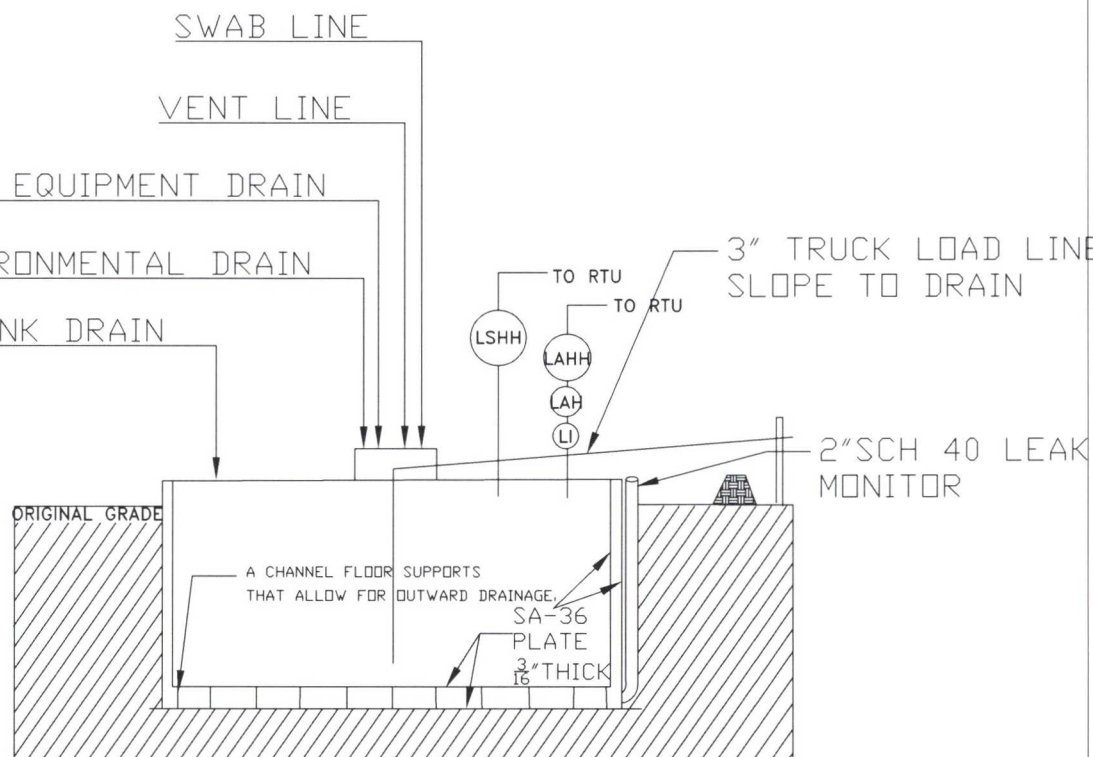 SWAB LINE
VENT LINE
EQUIPMENT DRAIN
RONMENTAL DRAIN
NK DRAIN
TO RTU
TO RTU
3" TRUCK LOAD LINE
SLOPE TO DRAIN
LSHH
LAHH
LAH
LI
2"SCH 40 LEAK
MONITOR
ORIGINAL GRADE
A CHANNEL FLOOR SUPPORTS
THAT ALLOW FOR OUTWARD DRAINAGE.
SA-36
PLATE
3/16"THICK